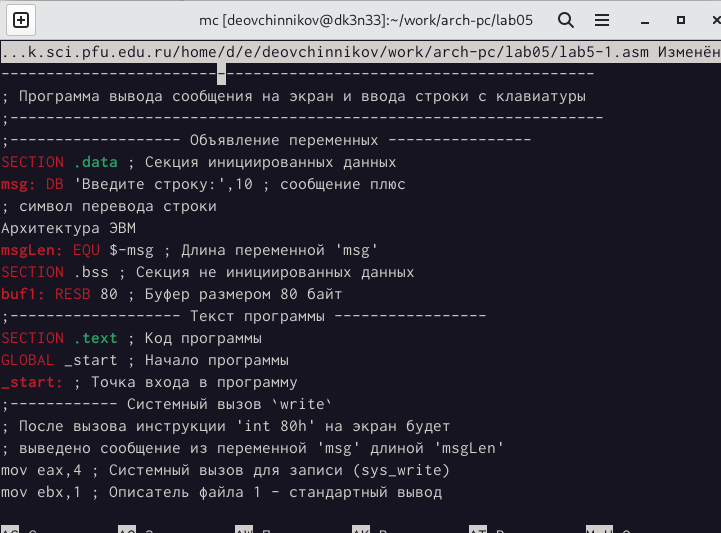 mc [deovchinnikov@dk3n33]:~/work/arch-pc/lab05
...k.sci.pfu.edu.ru/home/d/e/deovchinnikov/work/arch-pc/lab05/lab5-1.asm Изменён
------------------------------------------------------------------
; Программа вывода сообщения на экран и ввода строки с клавиатуры
;------------------------------------------------------------------
;------------------- Объявление переменных ----------------
SECTION .data ; Секция инициированных данных
msg: DB 'Введите строку:',10 ; сообщение плюс
; символ перевода строки
Архитектура ЭВМ
msgLen: EQU $-msg ; Длина переменной 'msg'
SECTION .bss ; Секция не инициированных данных
buf1: RESB 80 ; Буфер размером 80 байт
;------------------- Текст программы -----------------
SECTION .text ; Код программы
GLOBAL _start ; Начало программы
_start: ; Точка входа в программу
;------------ Системный вызов `write`
; После вызова инструкции 'int 80h' на экран будет
; выведено сообщение из переменной 'msg' длиной 'msgLen'
mov eax,4 ; Системный вызов для записи (sys_write)
mov ebx,1 ; Описатель файла 1 - стандартный вывод